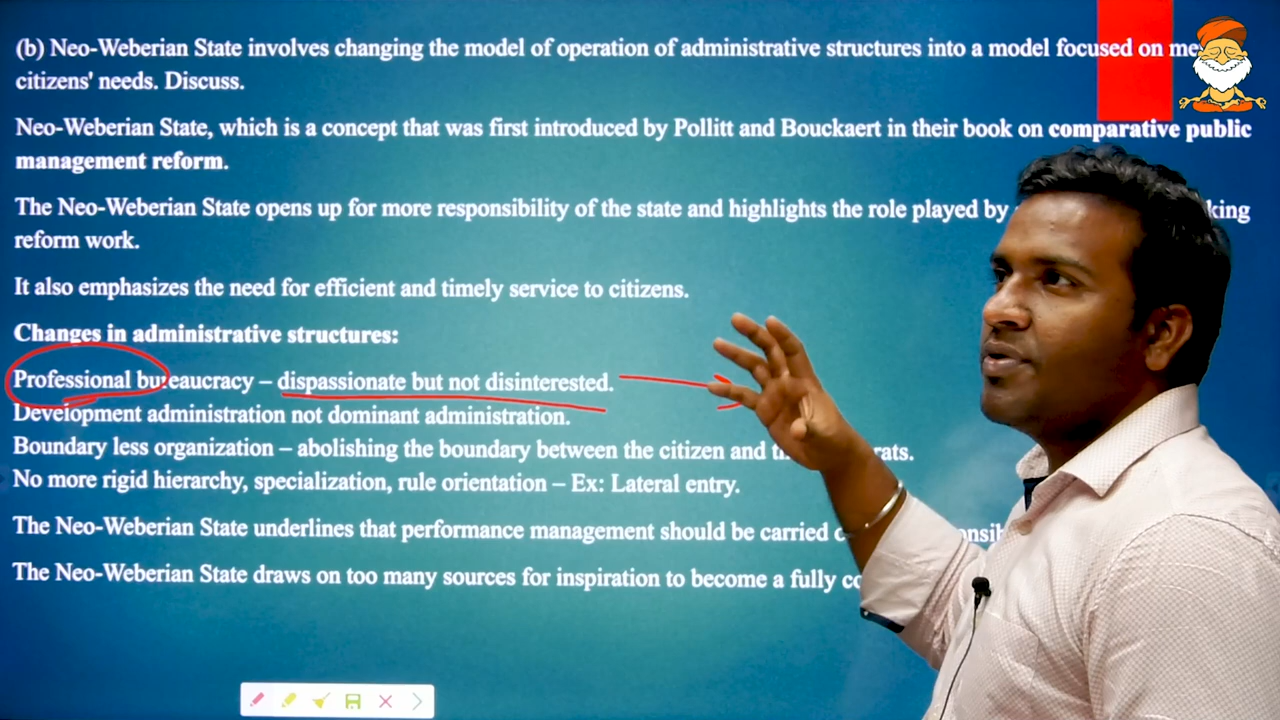 (b) Neo-Weberian State involves changing the model of operation of administrative structures into a model focused on
citizens' needs. Discuss.
Neo-Weberian State, which is a concept that was first introduced by Pollitt and Bouckaert in their book on comparative public
management reform.
The Neo-Weberian State opens up for more responsibility of the state and highlights the role played by
reform work.
It also emphasizes the need for efficient and timely service to citizens.
Changes in administrative structures:
Professional bureaucracy – dispassionate but not disinterested.
Development administration not dominant administration.
Boundary less organization – abolishing the boundary between the citizen and
No more rigid hierarchy, specialization, rule orientation – Ex: Lateral entry.
The Neo-Weberian State underlines that performance management should be carried
The Neo-Weberian State draws on too many sources for inspiration to become a fully